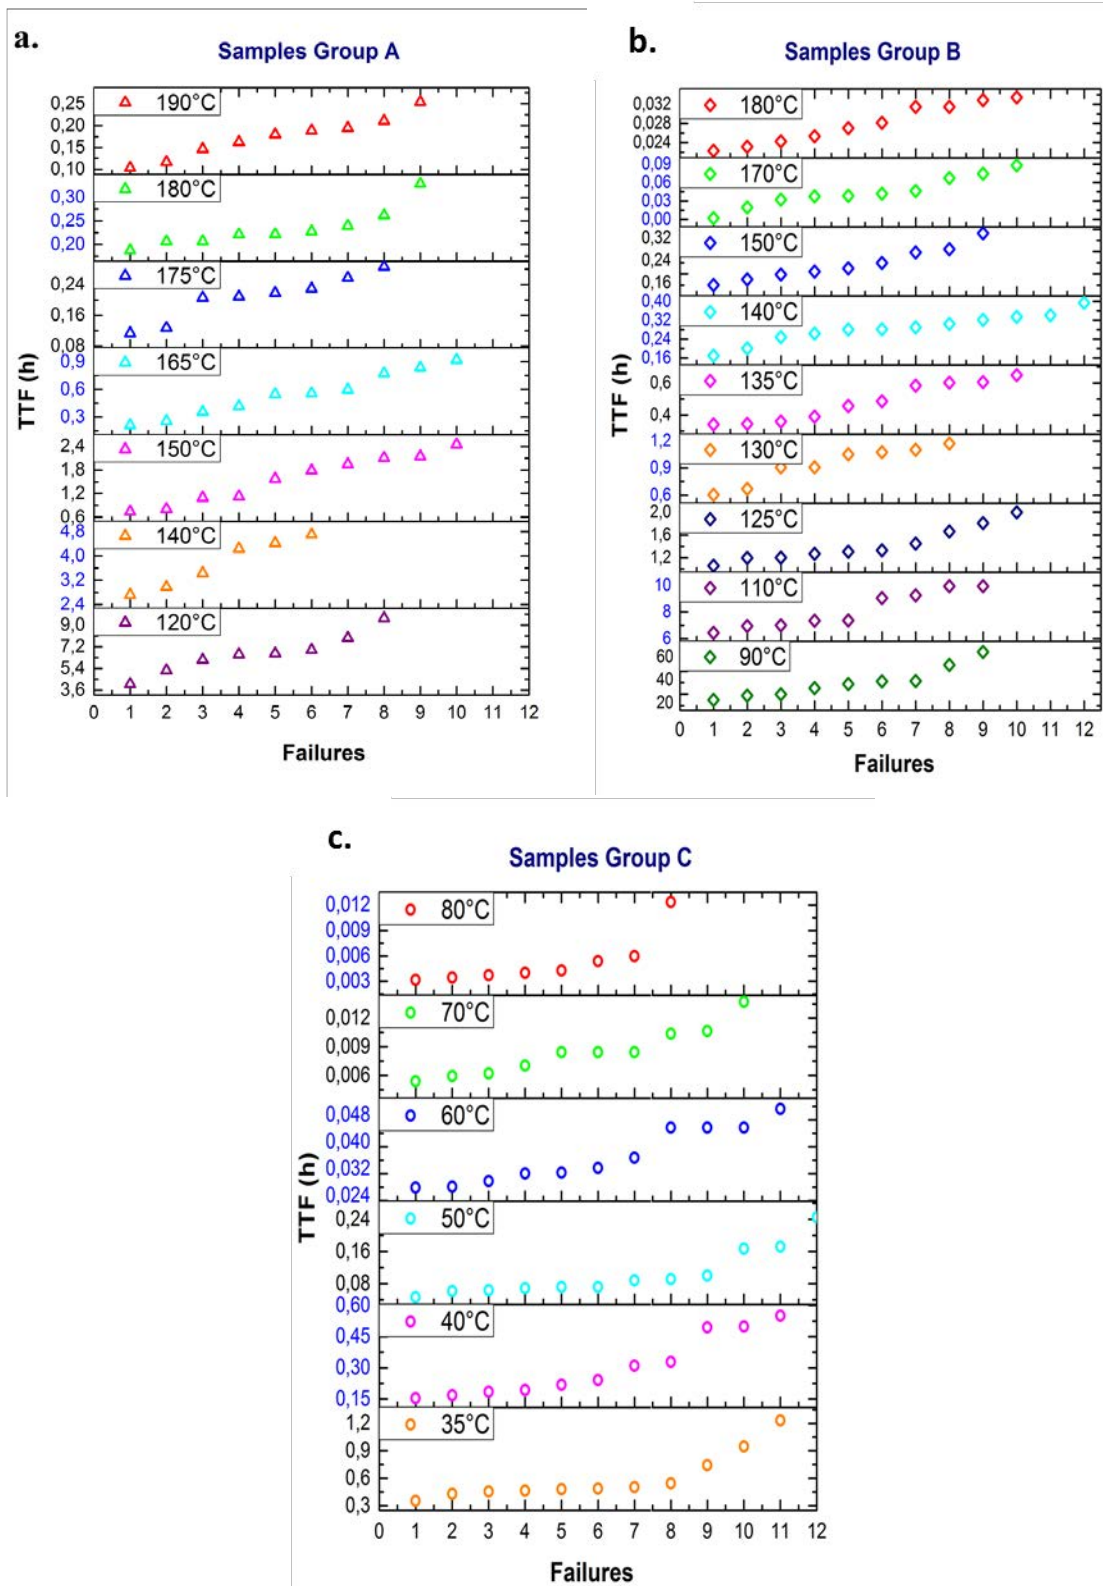 a.
Samples Group A
TTF (h)
190°C
0,25
0,20
0,15
0,10
180°C
0,30
0,25
0,20
175°C
0,24
0,16
0,08
165°C
0,9
0,6
0,3
150°C
2,4
1,8
1,2
0,6
140°C
4,8
4,0
3,2
2,4
120°C
9,0
7,2
5,4
3,6
0 1 2 3 4 5 6 7 8 9 10 11 12
Failures
b.
Samples Group B
TTF (h)
180°C
0,032
0,028
0,024
170°C
0,09
0,06
0,03
0,00
150°C
0,32
0,24
0,16
140°C
0,40
0,32
0,24
0,16
135°C
0,6
0,4
130°C
1,2
0,9
0,6
125°C
2,0
1,6
1,2
110°C
10
8
6
90°C
60
40
20
0 1 2 3 4 5 6 7 8 9 10 11 12
Failures
c.
Samples Group C
TTF (h)
80°C
0,012
0,009
0,006
0,003
70°C
0,012
0,009
0,006
60°C
0,048
0,040
0,032
0,024
50°C
0,24
0,16
0,08
40°C
0,60
0,45
0,30
0,15
35°C
1,2
0,9
0,6
0,3
0 1 2 3 4 5 6 7 8 9 10 11 12
Failures